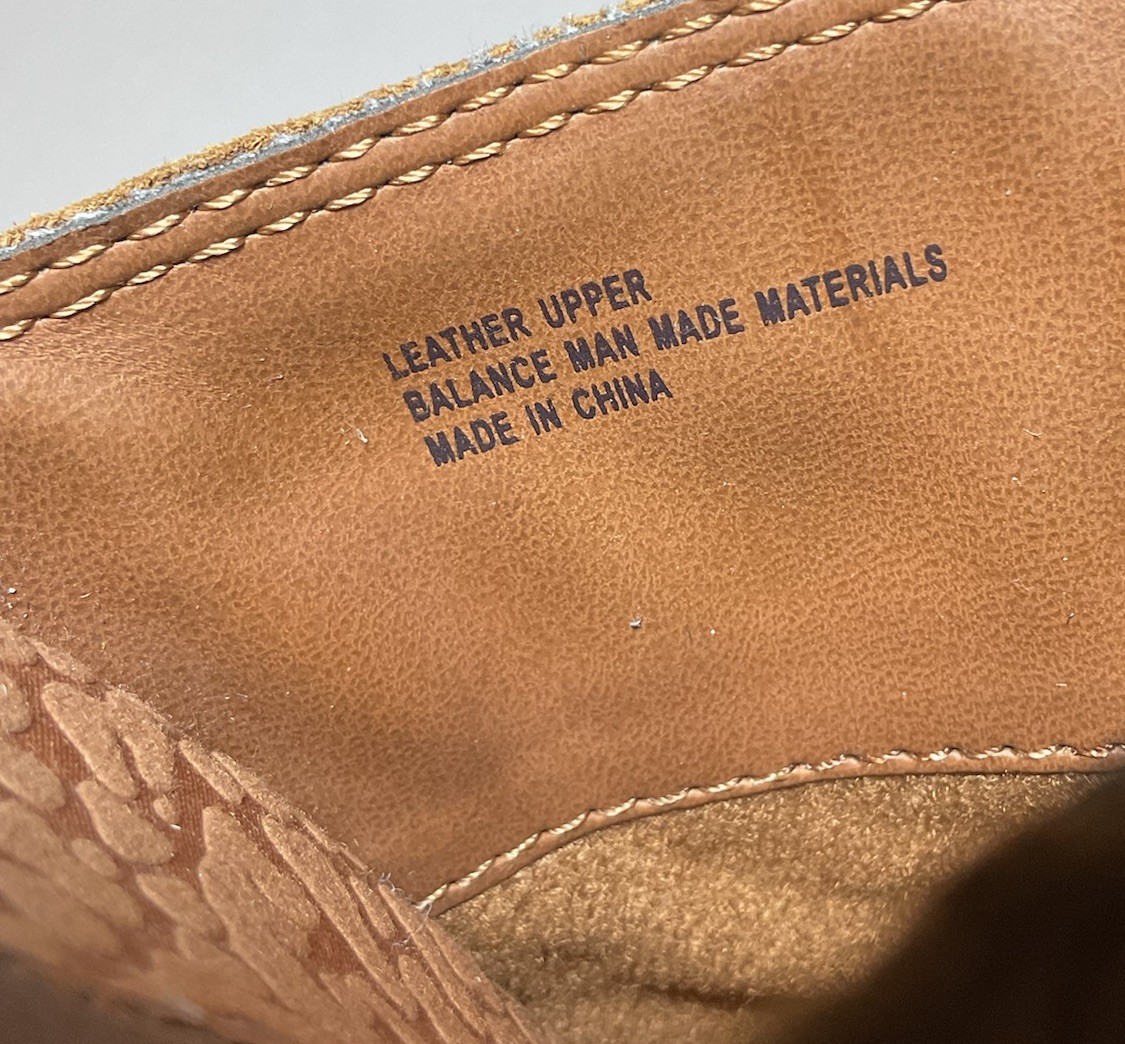 LEATHER UPPER
BALANCE MAN MADE MATERIALS
MADE IN CHINA